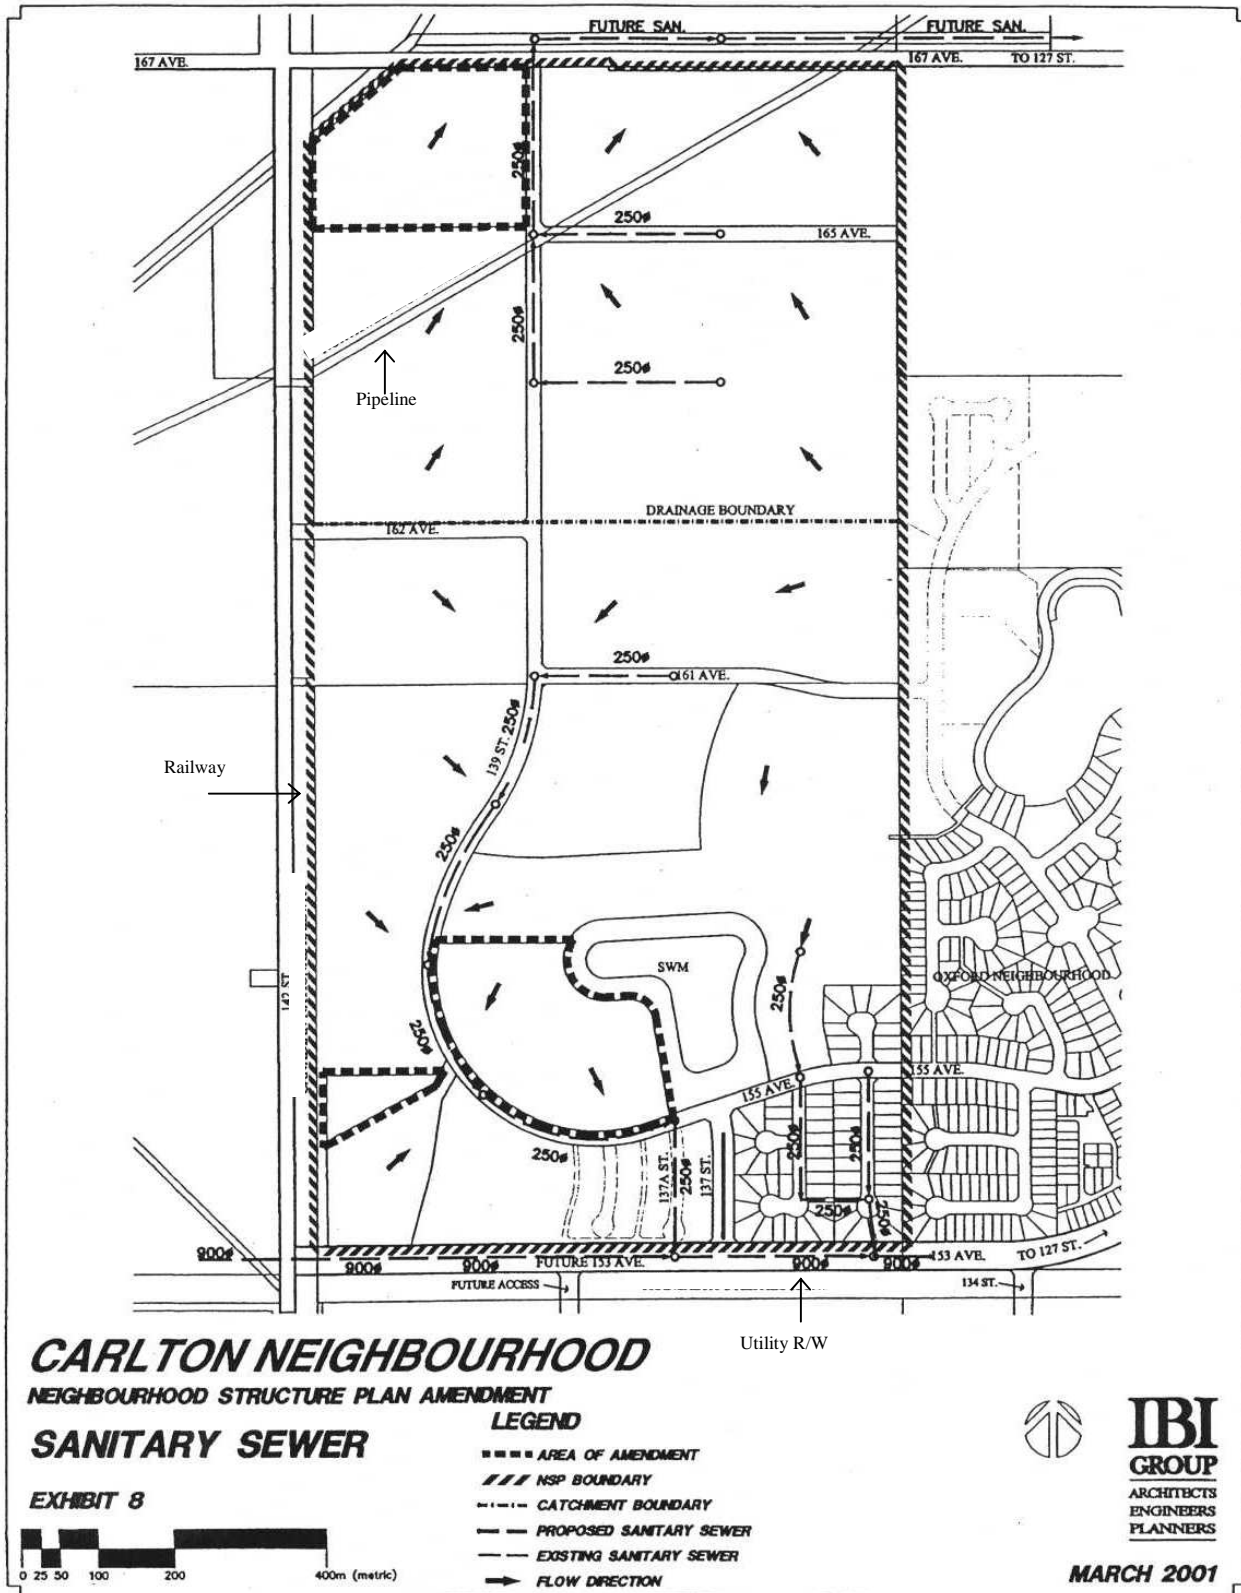 FUTURE SAN.
FUTURE SAN.
167 AVE.
167 AVE.
TO 127 ST.
250ø
250ø
165 AVE.
250ø
250ø
Pipeline
DRAINAGE BOUNDARY
162 AVE.
250ø
161 AVE.
250ø
139 ST.
Railway
250ø
SWM
OXFORD NEIGHBOURHOOD
142 ST
250ø
250ø
155 AVE.
155 AVE.
250ø
250ø
250ø
137A ST.
250ø
137 ST.
250ø
250ø
900ø
900ø
900ø
FUTURE 153 AVE.
900ø
900ø
153 AVE.
TO 127 ST.
FUTURE ACCESS
134 ST.
Utility R/W
CARLTON NEIGHBOURHOOD
NEIGHBOURHOOD STRUCTURE PLAN AMENDMENT
SANITARY SEWER
EXHIBIT 8
0 25 50 100 200 400m (metric)
LEGEND
AREA OF AMENDMENT
NSP BOUNDARY
CATCHMENT BOUNDARY
PROPOSED SANITARY SEWER
EXISTING SANITARY SEWER
FLOW DIRECTION
IBI
GROUP
ARCHITECTS
ENGINEERS
PLANNERS
MARCH 2001